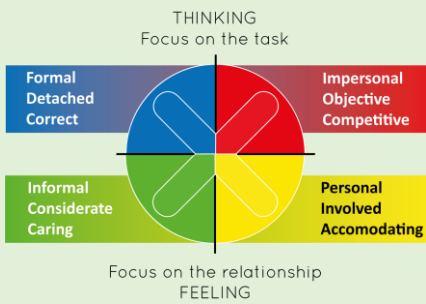 THINKING
Focus on the task
Formal
Detached
Correct
Impersonal
Objective
Competitive
Informal
Considerate
Caring
Personal
Involved
Accomodating
Focus on the relationship
FEELING